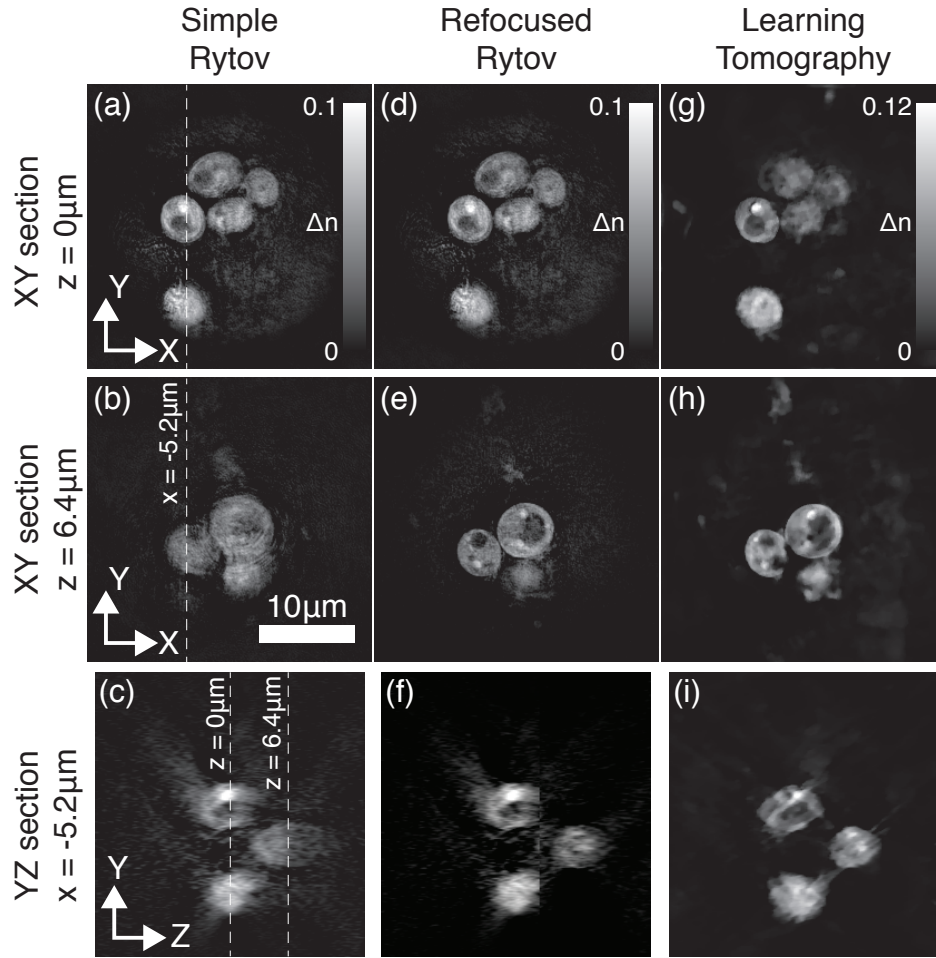 Simple
Rytov
Refocused
Rytov
Learning
Tomography
XY section
z = 0µm
(a)
0.1
Δn
0
Y
X
(d)
0.1
Δn
0
(g)
0.12
Δn
0
XY section
z = 6.4µm
(b)
x = -5.2µm
Y
X
10µm
(e)
(h)
YZ section
x = -5.2µm
(c)
z = 0µm
z = 6.4µm
Y
Z
(f)
(i)